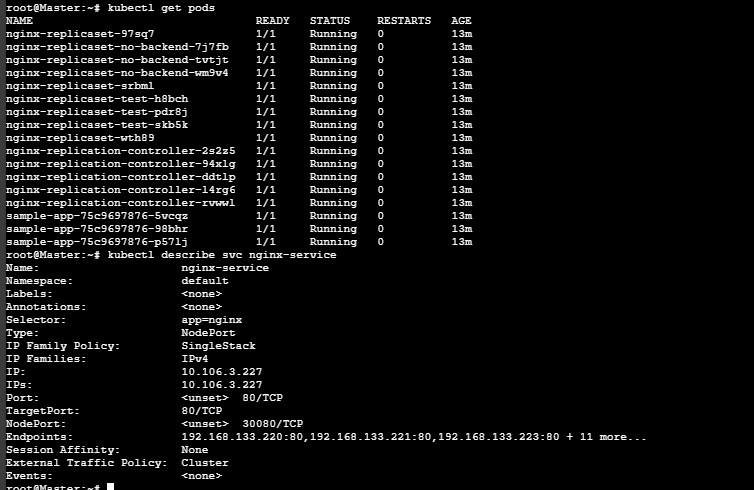 root@Master:~# kubectl get pods
NAME READY STATUS RESTARTS AGE
nginx-replicaset-97sq7 1/1 Running 0 13m
nginx-replicaset-no-backend-7j7fb 1/1 Running 0 13m
nginx-replicaset-no-backend-tvtjt 1/1 Running 0 13m
nginx-replicaset-no-backend-wm9v4 1/1 Running 0 13m
nginx-replicaset-srbml 1/1 Running 0 13m
nginx-replicaset-test-h8bch 1/1 Running 0 13m
nginx-replicaset-test-pdr8j 1/1 Running 0 13m
nginx-replicaset-test-skb5k 1/1 Running 0 13m
nginx-replicaset-wth89 1/1 Running 0 13m
nginx-replication-controller-2s2z5 1/1 Running 0 13m
nginx-replication-controller-94xlg 1/1 Running 0 13m
nginx-replication-controller-ddtlp 1/1 Running 0 13m
nginx-replication-controller-l4rg6 1/1 Running 0 13m
nginx-replication-controller-rvwwl 1/1 Running 0 13m
sample-app-75c9697876-5vcqz 1/1 Running 0 13m
sample-app-75c9697876-98bhr 1/1 Running 0 13m
sample-app-75c9697876-p57lj 1/1 Running 0 13m
root@Master:~# kubectl describe svc nginx-service
Name: nginx-service
Namespace: default
Labels: <none>
Annotations: <none>
Selector: app=nginx
Type: NodePort
IP Family Policy: SingleStack
IP Families: IPv4
IP: 10.106.3.227
IPs: 10.106.3.227
Port: <unset> 80/TCP
TargetPort: 80/TCP
NodePort: <unset> 30080/TCP
Endpoints: 192.168.133.220:80,192.168.133.221:80,192.168.133.223:80 + 11 more...
Session Affinity: None
External Traffic Policy: Cluster
Events: <none>
root@Master:~#